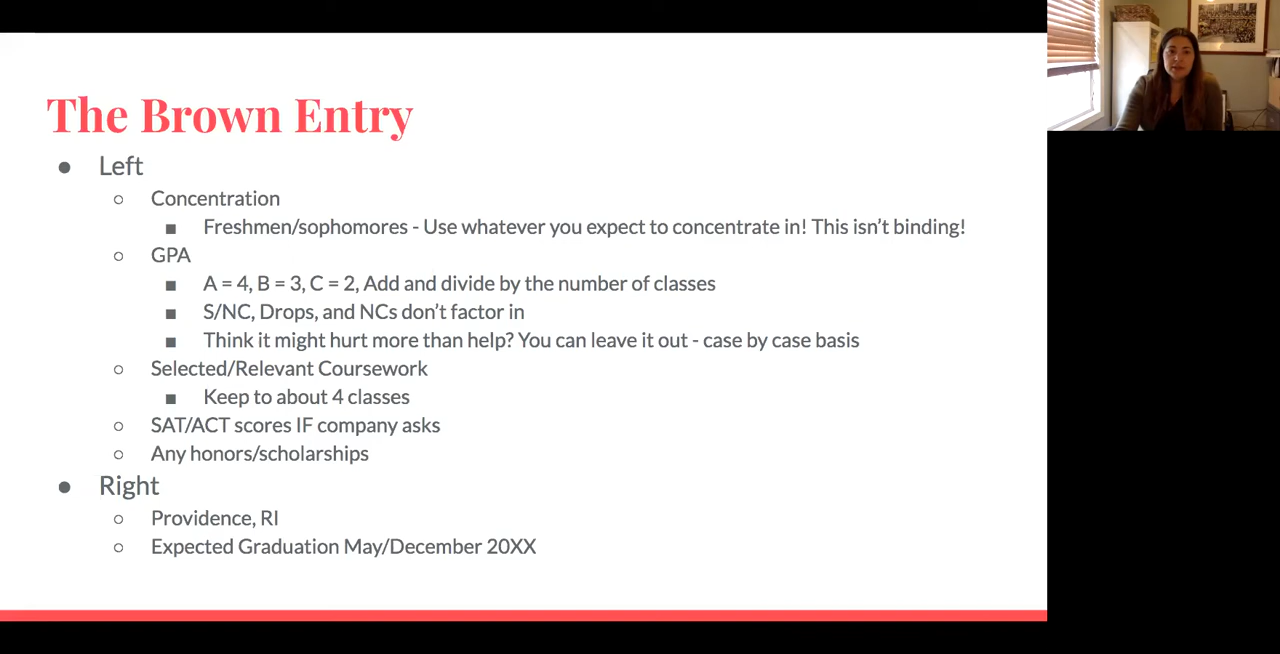 The Brown Entry
● Left
○ Concentration
■ Freshmen/sophomores - Use whatever you expect to concentrate in! This isn't binding!
○ GPA
■ A = 4, B = 3, C = 2, Add and divide by the number of classes
■ S/NC, Drops, and NCs don't factor in
■ Think it might hurt more than help? You can leave it out - case by case basis
○ Selected/Relevant Coursework
■ Keep to about 4 classes
○ SAT/ACT scores IF company asks
○ Any honors/scholarships
● Right
○ Providence, RI
○ Expected Graduation May/December 20XX